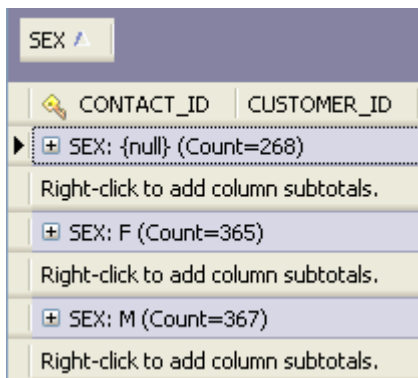 SEX
CONTACT_ID CUSTOMER_ID
SEX: {null} (Count=268)
Right-click to add column subtotals.
SEX: F (Count=365)
Right-click to add column subtotals.
SEX: M (Count=367)
Right-click to add column subtotals.